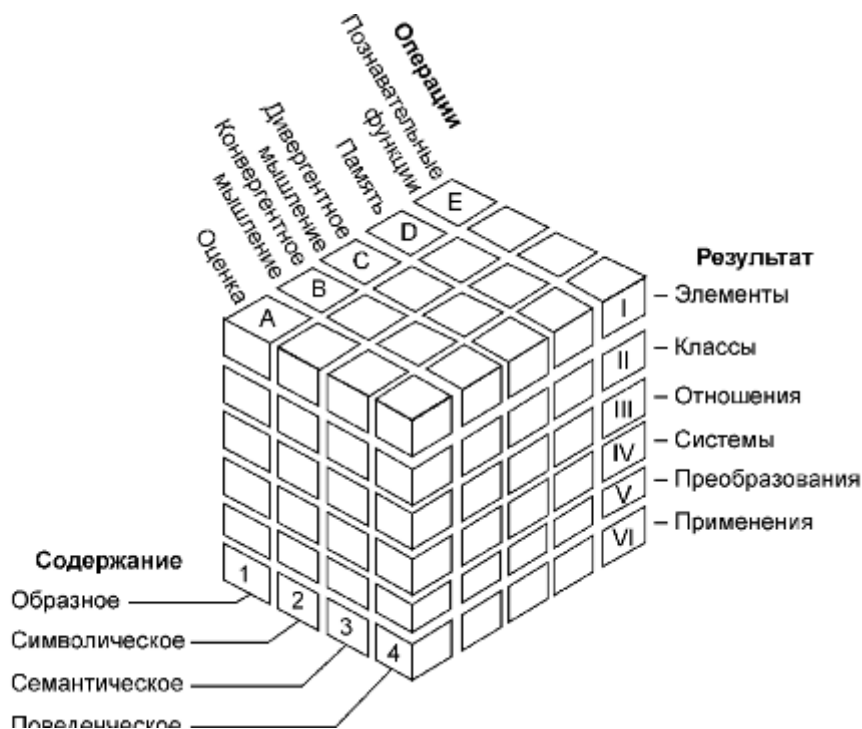 Операции
Познавательные
функции
Память
Дивергентное
мышление
Конвергентное
мышление
Оценка
A
B
C
D
E
Результат
I – Элементы
II – Классы
III – Отношения
IV – Системы
V – Преобразования
VI – Применения
Содержание
1
2
3
4
Образное
Символическое
Семантическое
Поведенческое